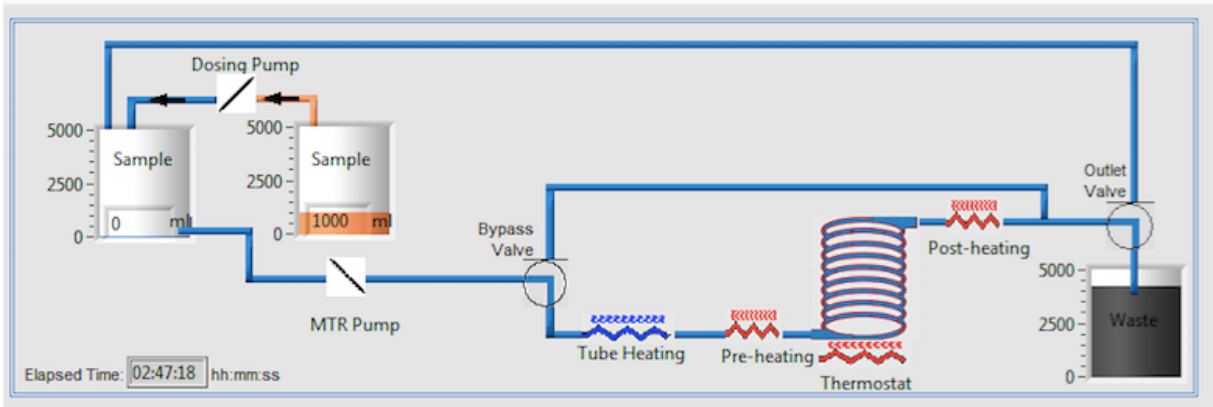 Dosing Pump
5000
2500
0
Sample
0 ml
5000
2500
0
Sample
1000 ml
MTR Pump
Bypass
Valve
Tube Heating
Pre-heating
Thermostat
Post-heating
Outlet
Valve
5000
2500
0
Waste
Elapsed Time: 02:47:18 hh:mm:ss